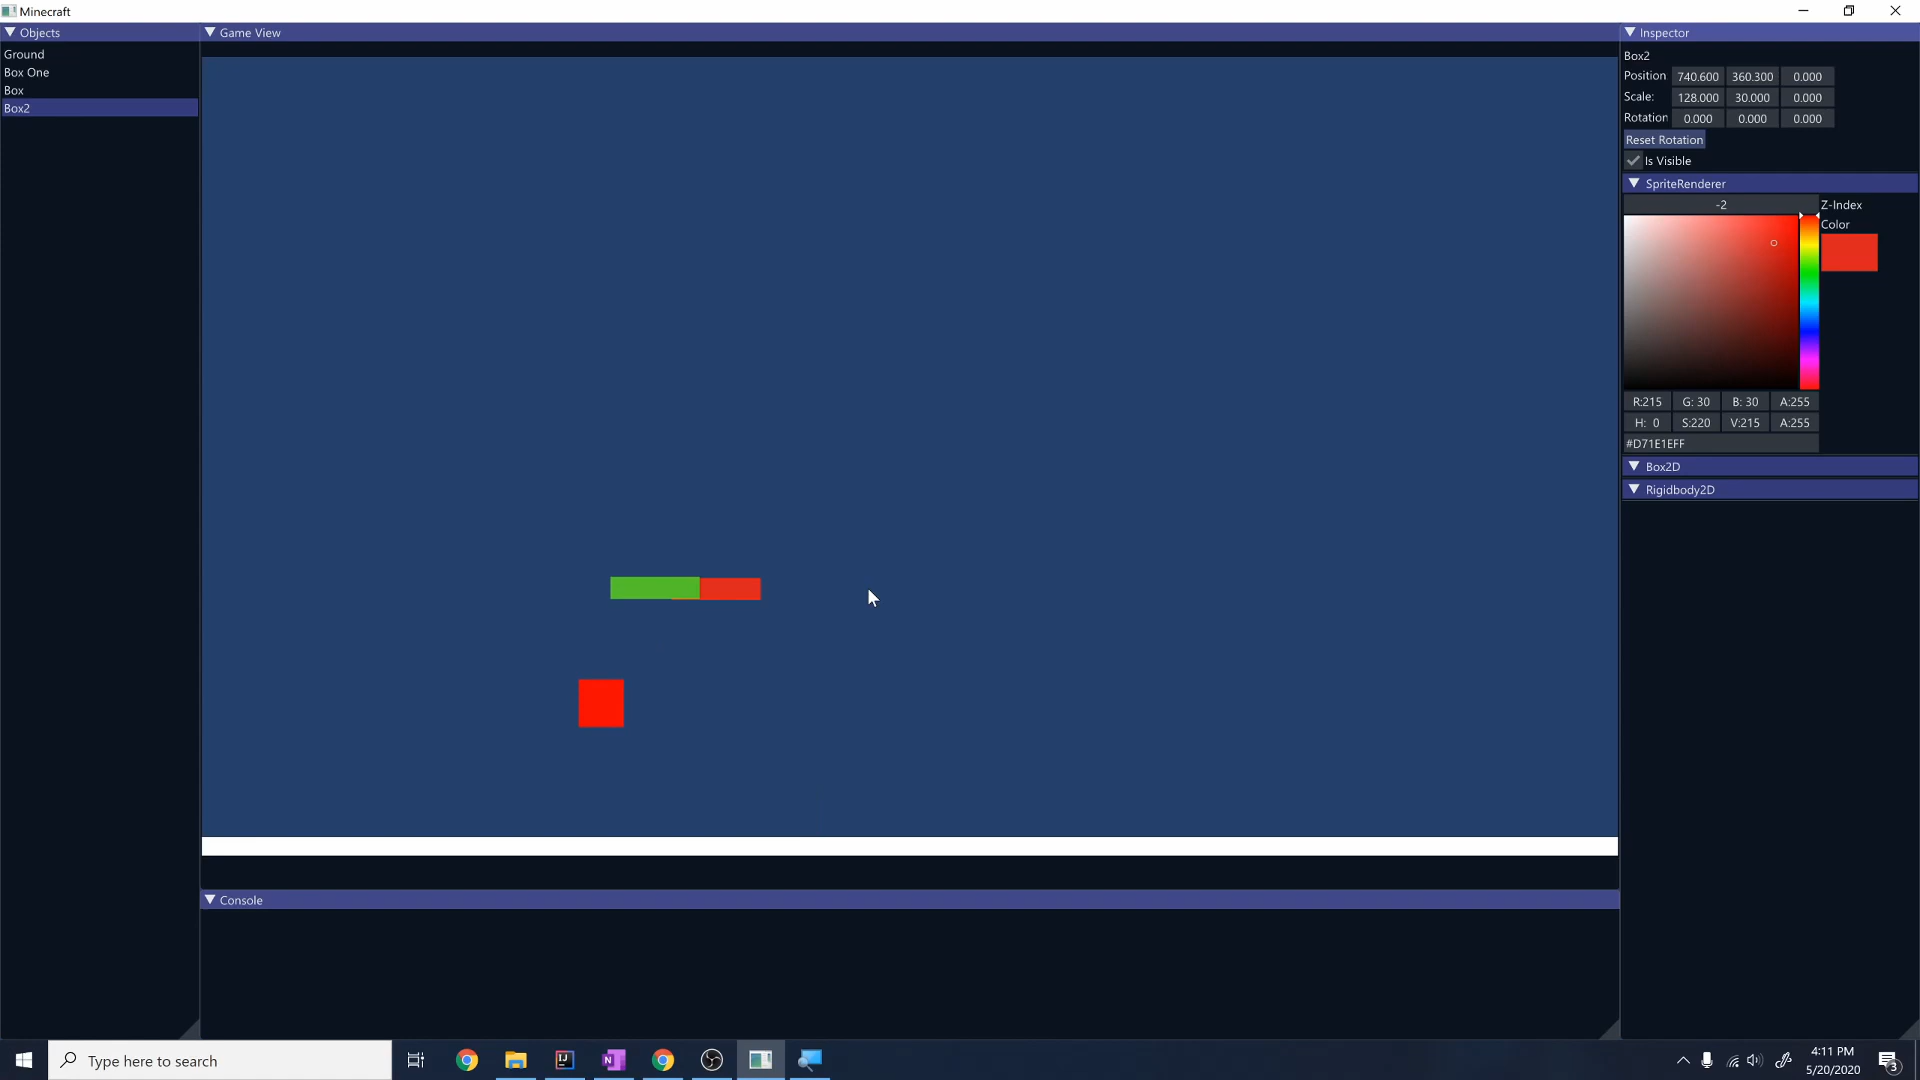 Minecraft
Objects
Ground
Box One
Box
Box2
Game View
Console
Inspector
Box2
Position 740.600 360.300 0.000
Scale: 128.000 30.000 0.000
Rotation 0.000 0.000 0.000
Reset Rotation
Is Visible
SpriteRenderer
-2 Z-Index
Color
R:215 G: 30 B: 30 A:255
H: 0 S:220 V:215 A:255
#D71E1EFF
Box2D
Rigidbody2D
Type here to search
IJ
N
4:11 PM
5/20/2020
3